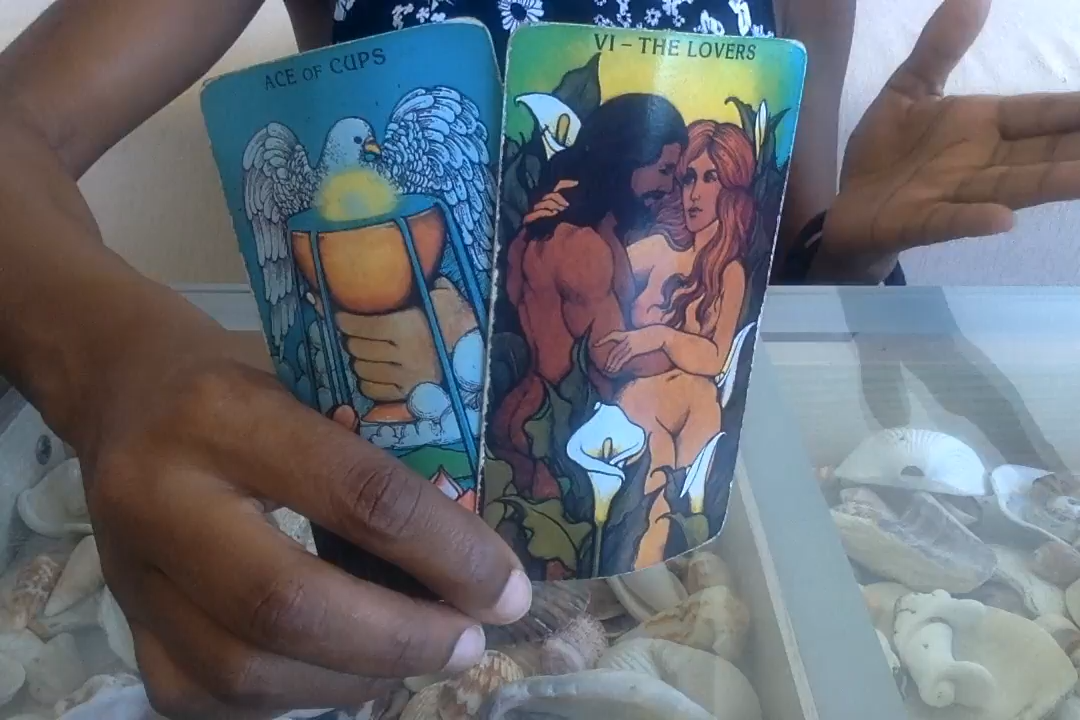 ACE OF CUPS
VI – THE LOVERS